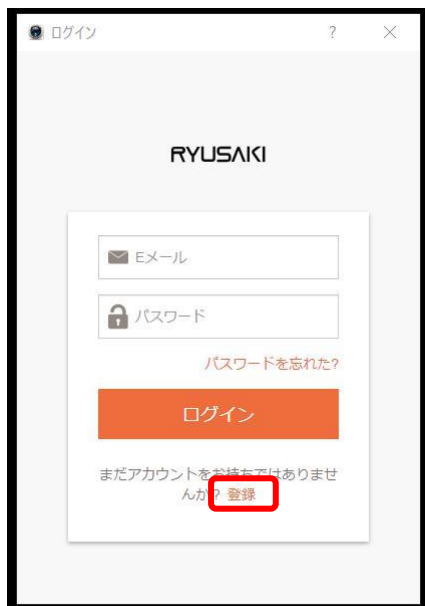 ログイン ?
RYUSAKI
Eメール
パスワード
パスワードを忘れた?
ログイン
まだアカウントをお持ちではありませ
んか? 登録